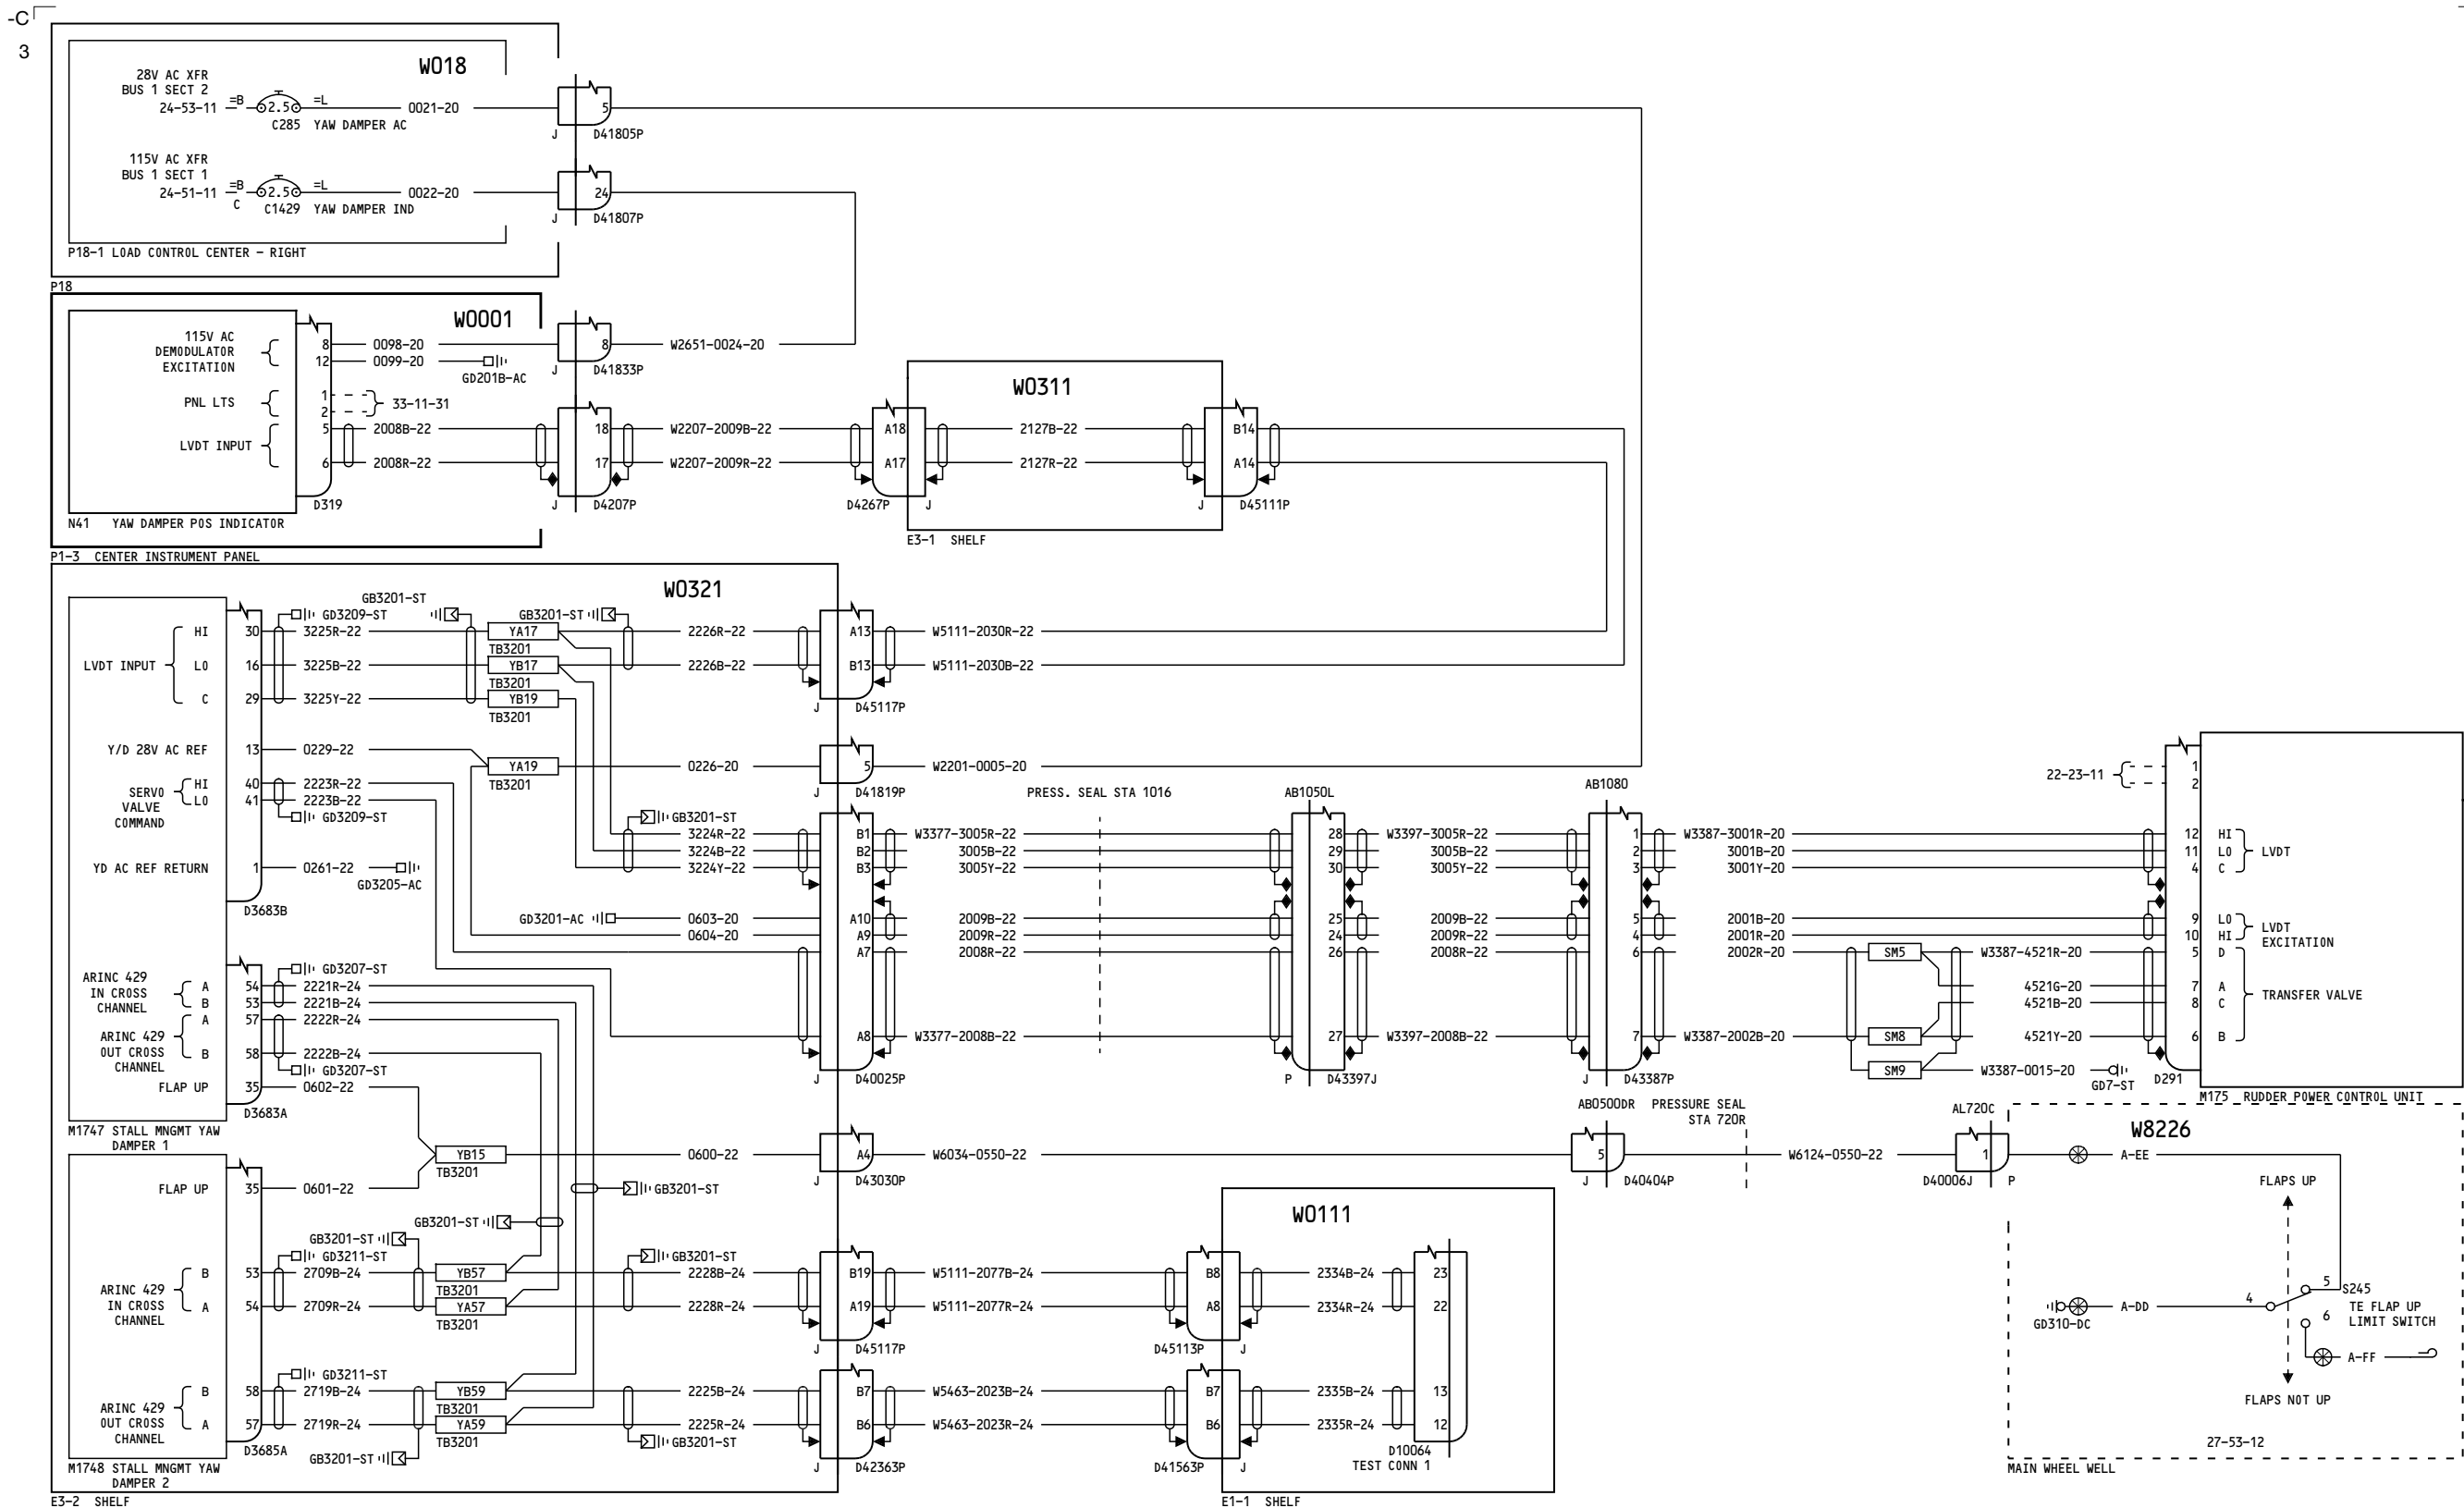 -C
3
W018
28V AC XFR
BUS 1 SECT 2
24-53-11 =B 2.5 =L 0021-20 5
C285 YAW DAMPER AC
J D41805P
115V AC XFR
BUS 1 SECT 1
24-51-11 =B 2.5 =L 0022-20 24
C C1429 YAW DAMPER IND
J D41807P
P18-1 LOAD CONTROL CENTER - RIGHT
P18
W0001
115V AC
DEMODULATOR
EXCITATION
8 0098-20 8 W2651-0024-20
12 0099-20
GD201B-AC
J D41833P
PNL LTS
1
2
33-11-31
LVDT INPUT
5 2008B-22 18 W2207-2009B-22 A18 2127B-22 B14
6 2008R-22 17 W2207-2009R-22 A17 2127R-22 A14
D319 J D4207P D4267P J J D45111P
W0311
N41 YAW DAMPER POS INDICATOR
E3-1 SHELF
P1-3 CENTER INSTRUMENT PANEL
W0321
GB3201-ST
GD3209-ST GB3201-ST
HI 30 3225R-22 YA17 2226R-22 A13 W5111-2030R-22
TB3201
LVDT INPUT L0 16 3225B-22 YB17 2226B-22 B13 W5111-2030B-22
TB3201
C 29 3225Y-22 YB19
TB3201 J D45117P
Y/D 28V AC REF 13 0229-22
YA19 0226-20 5 W2201-0005-20
TB3201 J D41819P
SERVO
VALVE
COMMAND
HI 40 2223R-22
L0 41 2223B-22
GD3209-ST
YD AC REF RETURN 1 0261-22
GD3205-AC
D3683B
PRESS. SEAL STA 1016 AB1050L AB1080
22-23-11
1
2
GB3201-ST
3224R-22 B1 W3377-3005R-22 28 W3397-3005R-22 1 W3387-3001R-20 12 HI
3224B-22 B2 3005B-22 29 3005B-22 2 3001B-20 11 L0 LVDT
3224Y-22 B3 3005Y-22 30 3005Y-22 3 3001Y-20 4 C
GD3201-AC 0603-20 A10 2009B-22 25 2009B-22 5 2001B-20 9 L0
0604-20 A9 2009R-22 24 2009R-22 4 2001R-20 10 HI
LVDT
EXCITATION
A7 2008R-22 26 2008R-22 6 2002R-20 SM5 W3387-4521R-20 5 D
4521G-20 7 A
4521B-20 8 C
TRANSFER VALVE
A8 W3377-2008B-22 27 W3397-2008B-22 7 W3387-2002B-20 SM8 4521Y-20 6 B
SM9 W3387-0015-20
GD7-ST
J D40025P P D43397J J D43387P D291
M175 RUDDER POWER CONTROL UNIT
ARINC 429
IN CROSS
CHANNEL
GD3207-ST
A 54 2221R-24
B 53 2221B-24
ARINC 429
OUT CROSS
CHANNEL
A 57 2222R-24
B 58 2222B-24
GD3207-ST
FLAP UP 35 0602-22
D3683A
M1747 STALL MNGMT YAW
DAMPER 1
AB0500DR PRESSURE SEAL
STA 720R
AL720C
YB15 0600-22 A4 W6034-0550-22 5 W6124-0550-22 1
TB3201 J D43030P J D40404P D40006J P
FLAP UP 35 0601-22
GB3201-ST
GB3201-ST
GB3201-ST
GD3211-ST GB3201-ST
ARINC 429
IN CROSS
CHANNEL
B 53 2709B-24 YB57 2228B-24 B19 W5111-2077B-24 B8 2334B-24 23
TB3201
A 54 2709R-24 YA57 2228R-24 A19 W5111-2077R-24 A8 2334R-24 22
TB3201
J D45117P D45113P J
W0111
GD3211-ST
ARINC 429
OUT CROSS
CHANNEL
B 58 2719B-24 YB59 2225B-24 B7 W5463-2023B-24 B7 2335B-24 13
TB3201
A 57 2719R-24 YA59 2225R-24 B6 W5463-2023R-24 B6 2335R-24 12
TB3201 GB3201-ST
D3685A GB3201-ST
J D42363P D41563P J
D10064
TEST CONN 1
M1748 STALL MNGMT YAW
DAMPER 2
E3-2 SHELF
E1-1 SHELF
W8226
A-EE
FLAPS UP
5 S245
4
TE FLAP UP
LIMIT SWITCH
6
A-DD
GD310-DC
A-FF
FLAPS NOT UP
27-53-12
MAIN WHEEL WELL